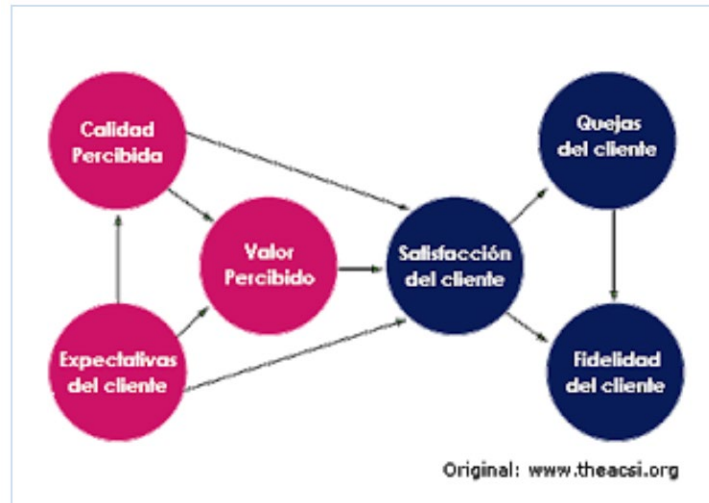 Calidad
Percibida
Quejas
del cliente
Valor
Percibido
Satisfacción
del cliente
Expectativas
del cliente
Fidelidad
del cliente
Original: www.theacsi.org